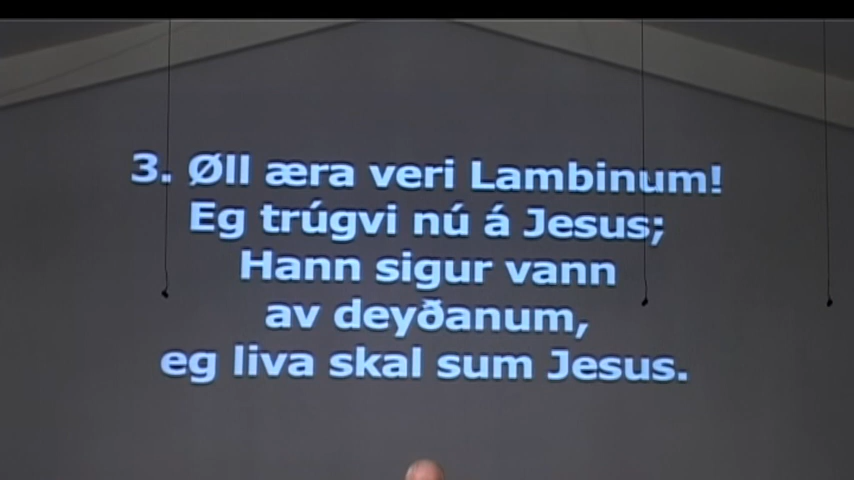 3. Øll æra veri Lambinum!
Eg trúgvi nú á Jesus;
Hann sigur vann
av deyðanum,
eg liva skal sum Jesus.